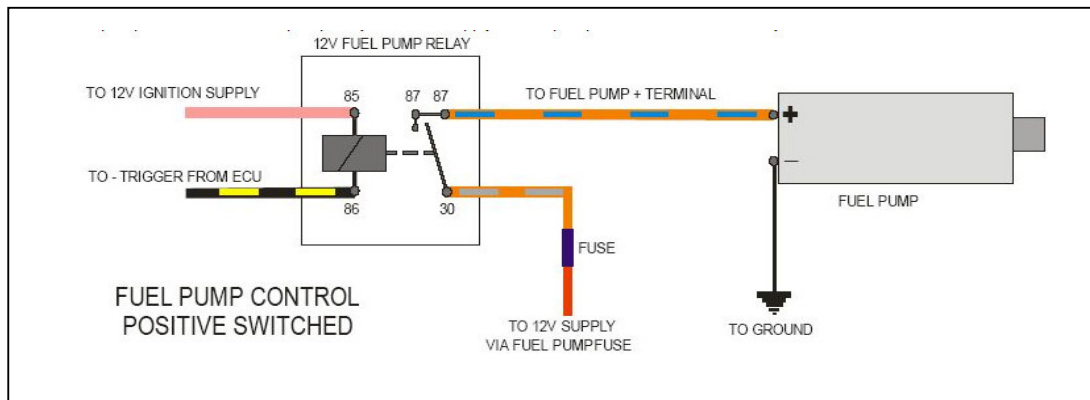 12V FUEL PUMP RELAY
TO 12V IGNITION SUPPLY
85
87 87
TO FUEL PUMP + TERMINAL
+
–
TO - TRIGGER FROM ECU
86
30
FUEL PUMP
FUSE
FUEL PUMP CONTROL
POSITIVE SWITCHED
TO 12V SUPPLY
VIA FUEL PUMPFUSE
TO GROUND